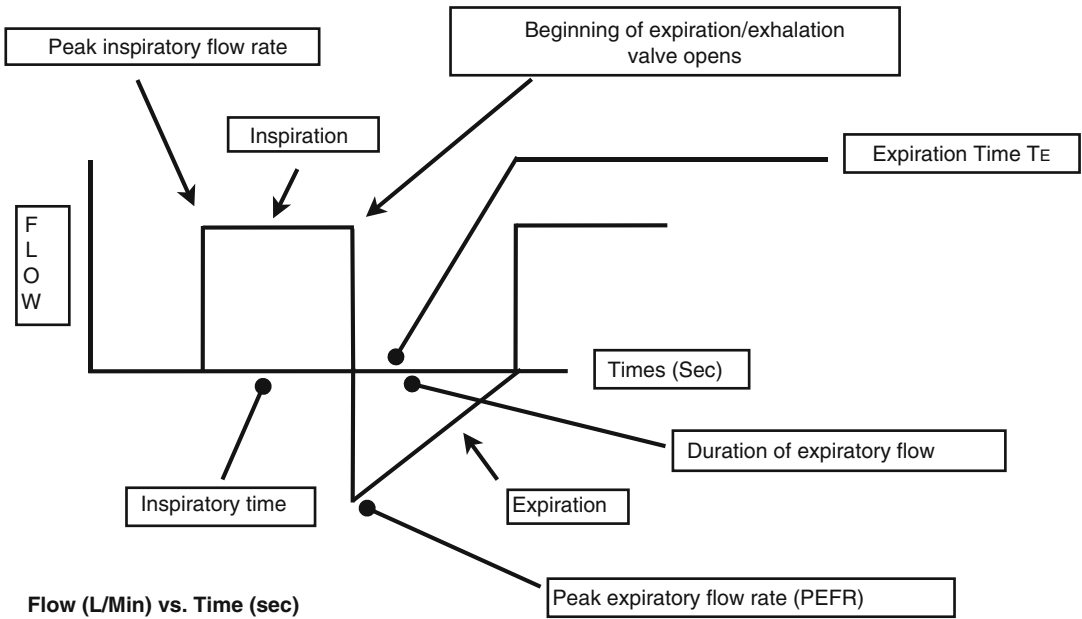 Peak inspiratory flow rate
Beginning of expiration/exhalation
valve opens
Inspiration
Expiration Time TE
F
L
O
W
Times (Sec)
Duration of expiratory flow
Inspiratory time
Expiration
Peak expiratory flow rate (PEFR)
Flow (L/Min) vs. Time (sec)